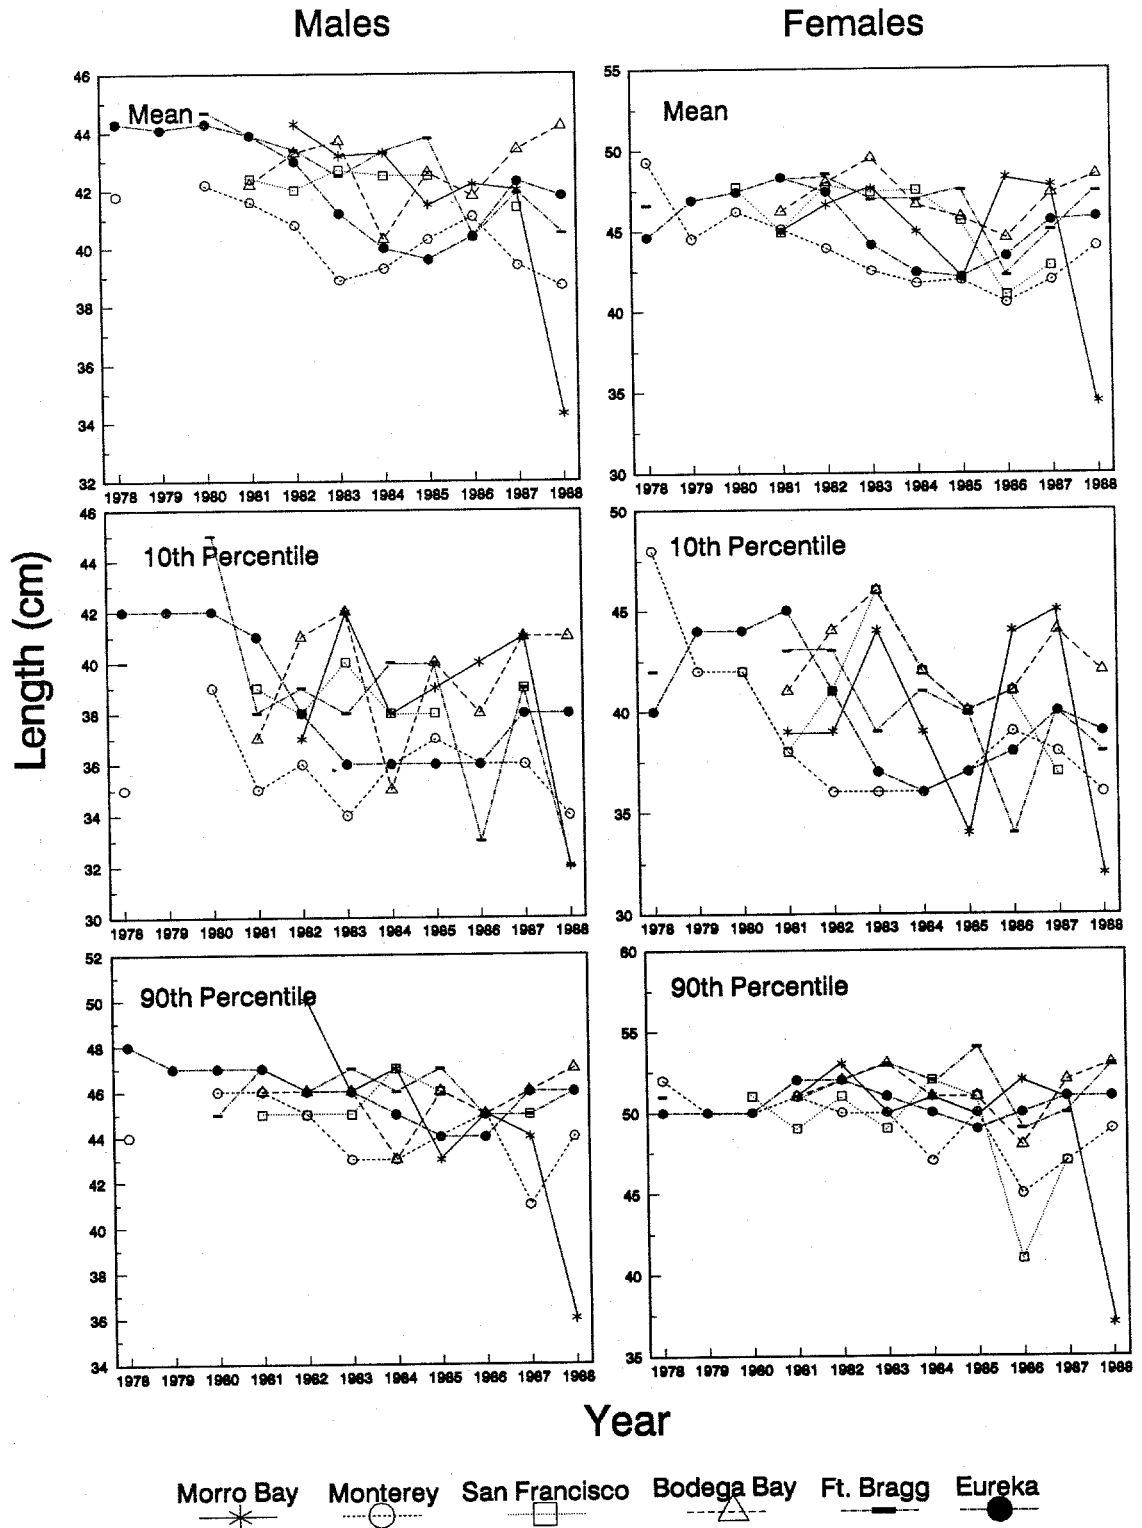 Males
Females
Length (cm)
46
44
42
40
38
36
34
32
Mean
1978 1979 1980 1981 1982 1983 1984 1985 1986 1987 1988
55
50
45
40
35
30
Mean
1978 1979 1980 1981 1982 1983 1984 1985 1986 1987 1988
46
44
42
40
38
36
34
32
30
10th Percentile
1978 1979 1980 1981 1982 1983 1984 1985 1986 1987 1988
50
45
40
35
30
10th Percentile
1978 1979 1980 1981 1982 1983 1984 1985 1986 1987 1988
52
50
48
46
44
42
40
38
36
34
90th Percentile
1978 1979 1980 1981 1982 1983 1984 1985 1986 1987 1988
60
55
50
45
40
35
90th Percentile
1978 1979 1980 1981 1982 1983 1984 1985 1986 1987 1988
Year
Morro Bay Monterey San Francisco Bodega Bay Ft. Bragg Eureka